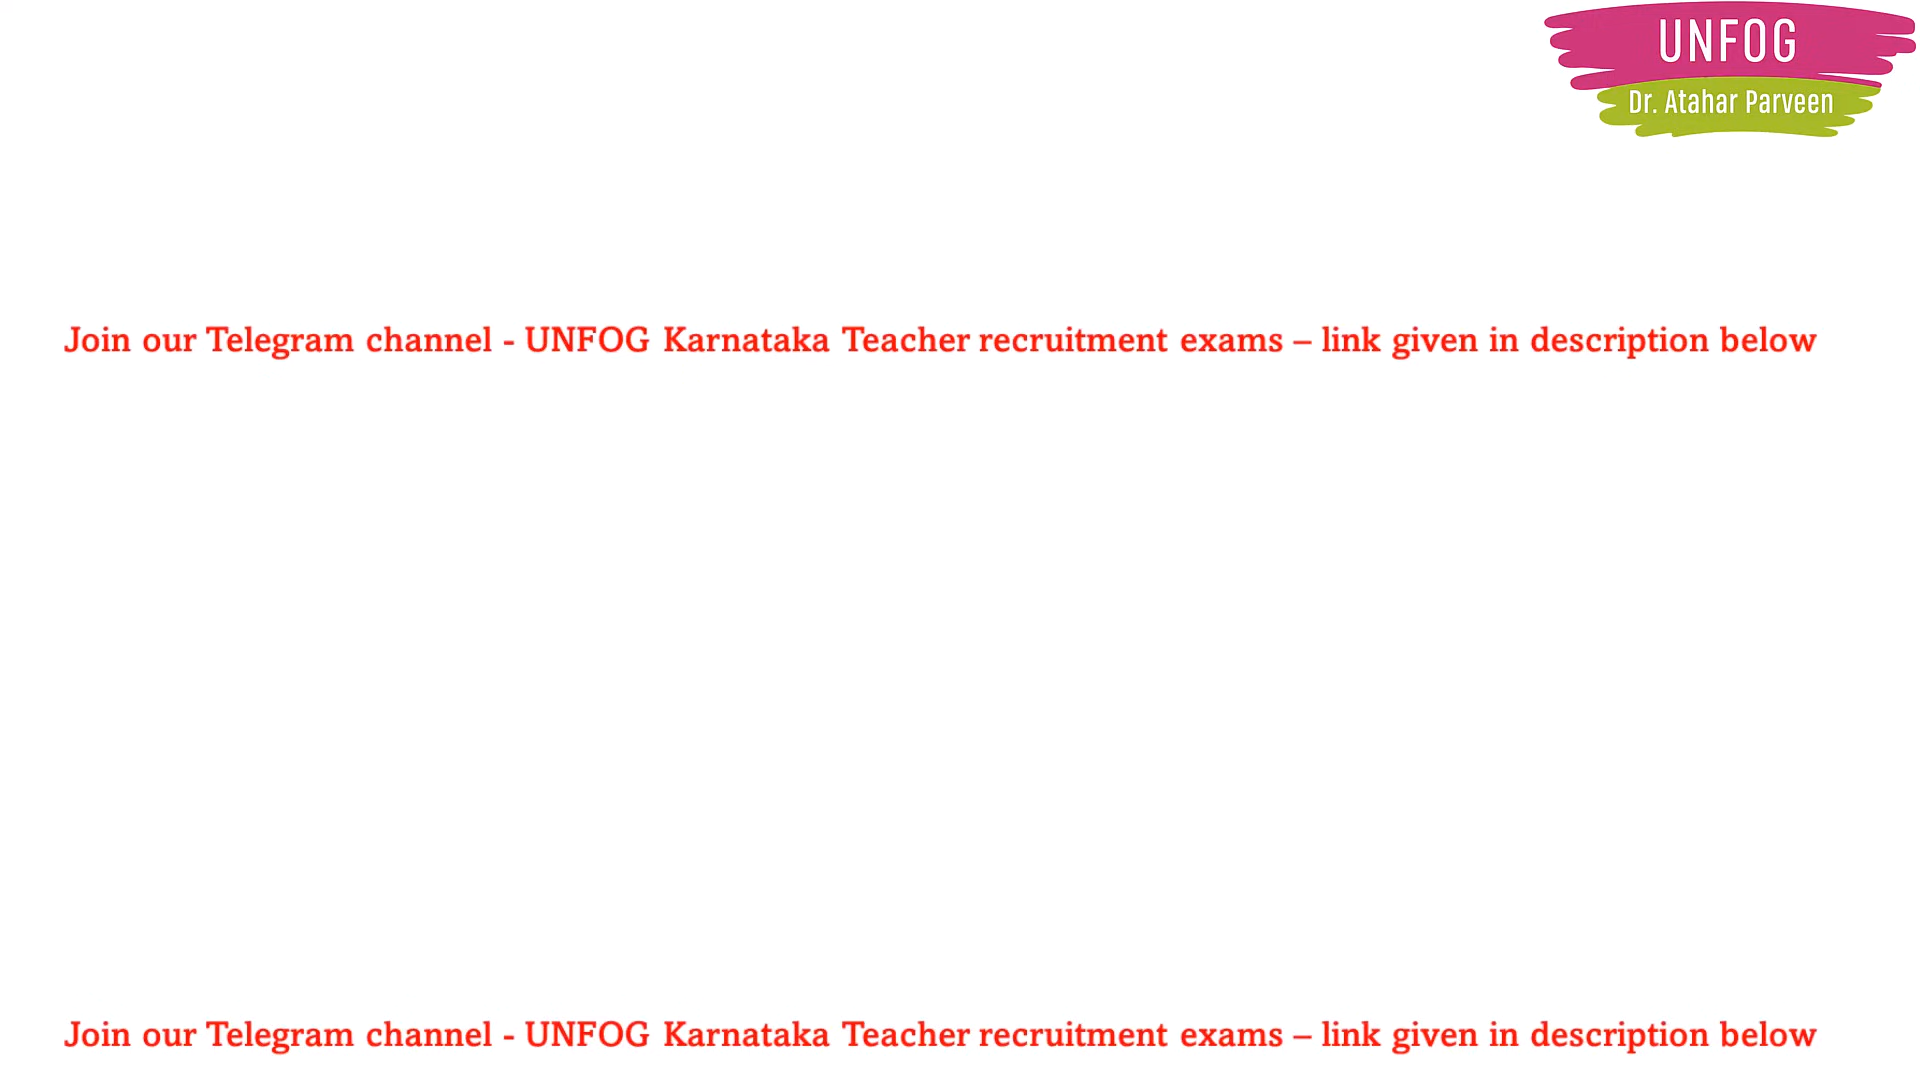 UNFOG
Dr. Atahar Parveen
Join our Telegram channel - UNFOG Karnataka Teacher recruitment exams – link given in description below
Join our Telegram channel - UNFOG Karnataka Teacher recruitment exams – link given in description below